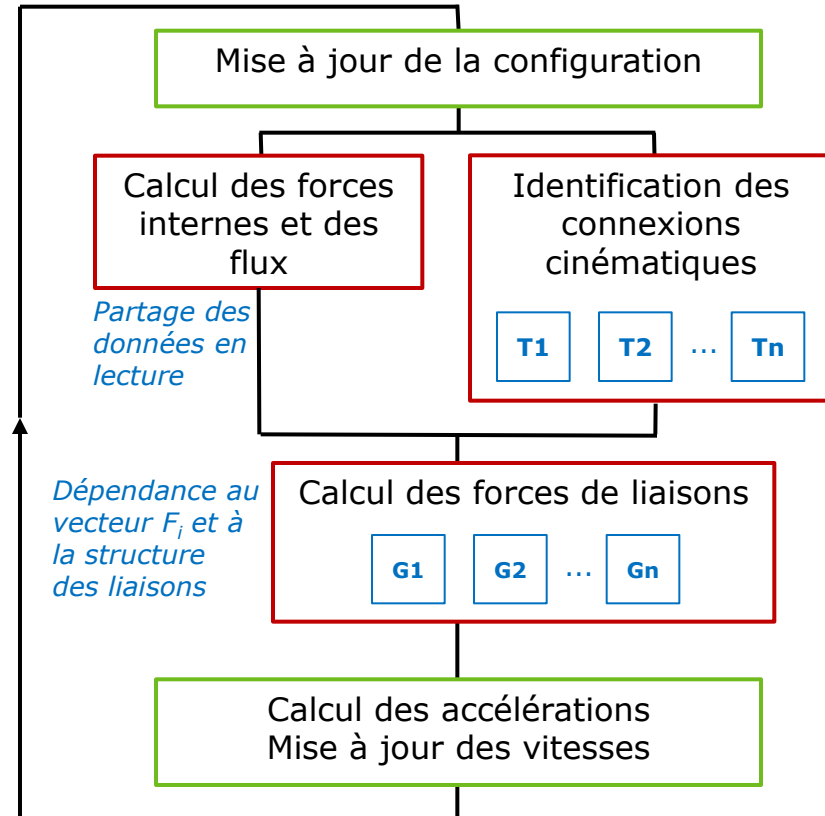 Mise à jour de la configuration
Calcul des forces
internes et des
flux
Identification des
connexions
cinématiques
T1 T2 ... Tn
Partage des
données en
lecture
Dépendance au
vecteur Fi et à
la structure
des liaisons
Calcul des forces de liaisons
G1 G2 ... Gn
Calcul des accélérations
Mise à jour des vitesses